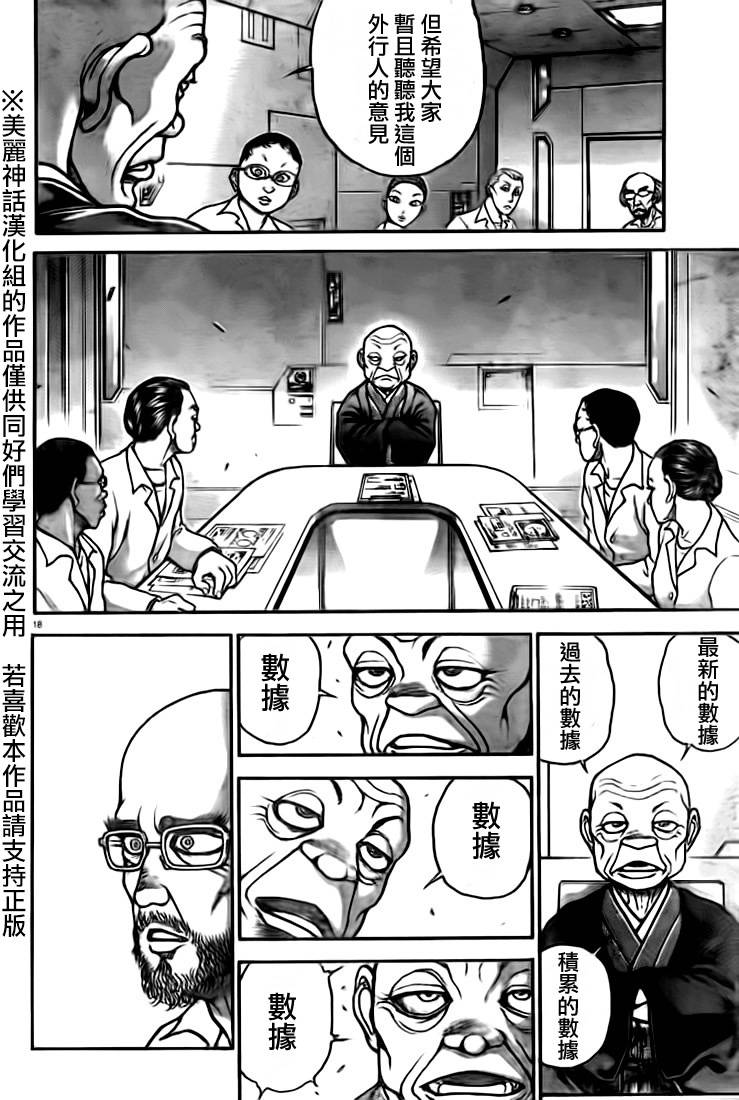 但希望大家
暫且聽聽我這個
外行人的意見
※美麗神話漢化組的作品僅供同好們學習交流之用　若喜歡本作品請支持正版
18
最新的數據
過去的數據
積累的數據
數據
數據
數據